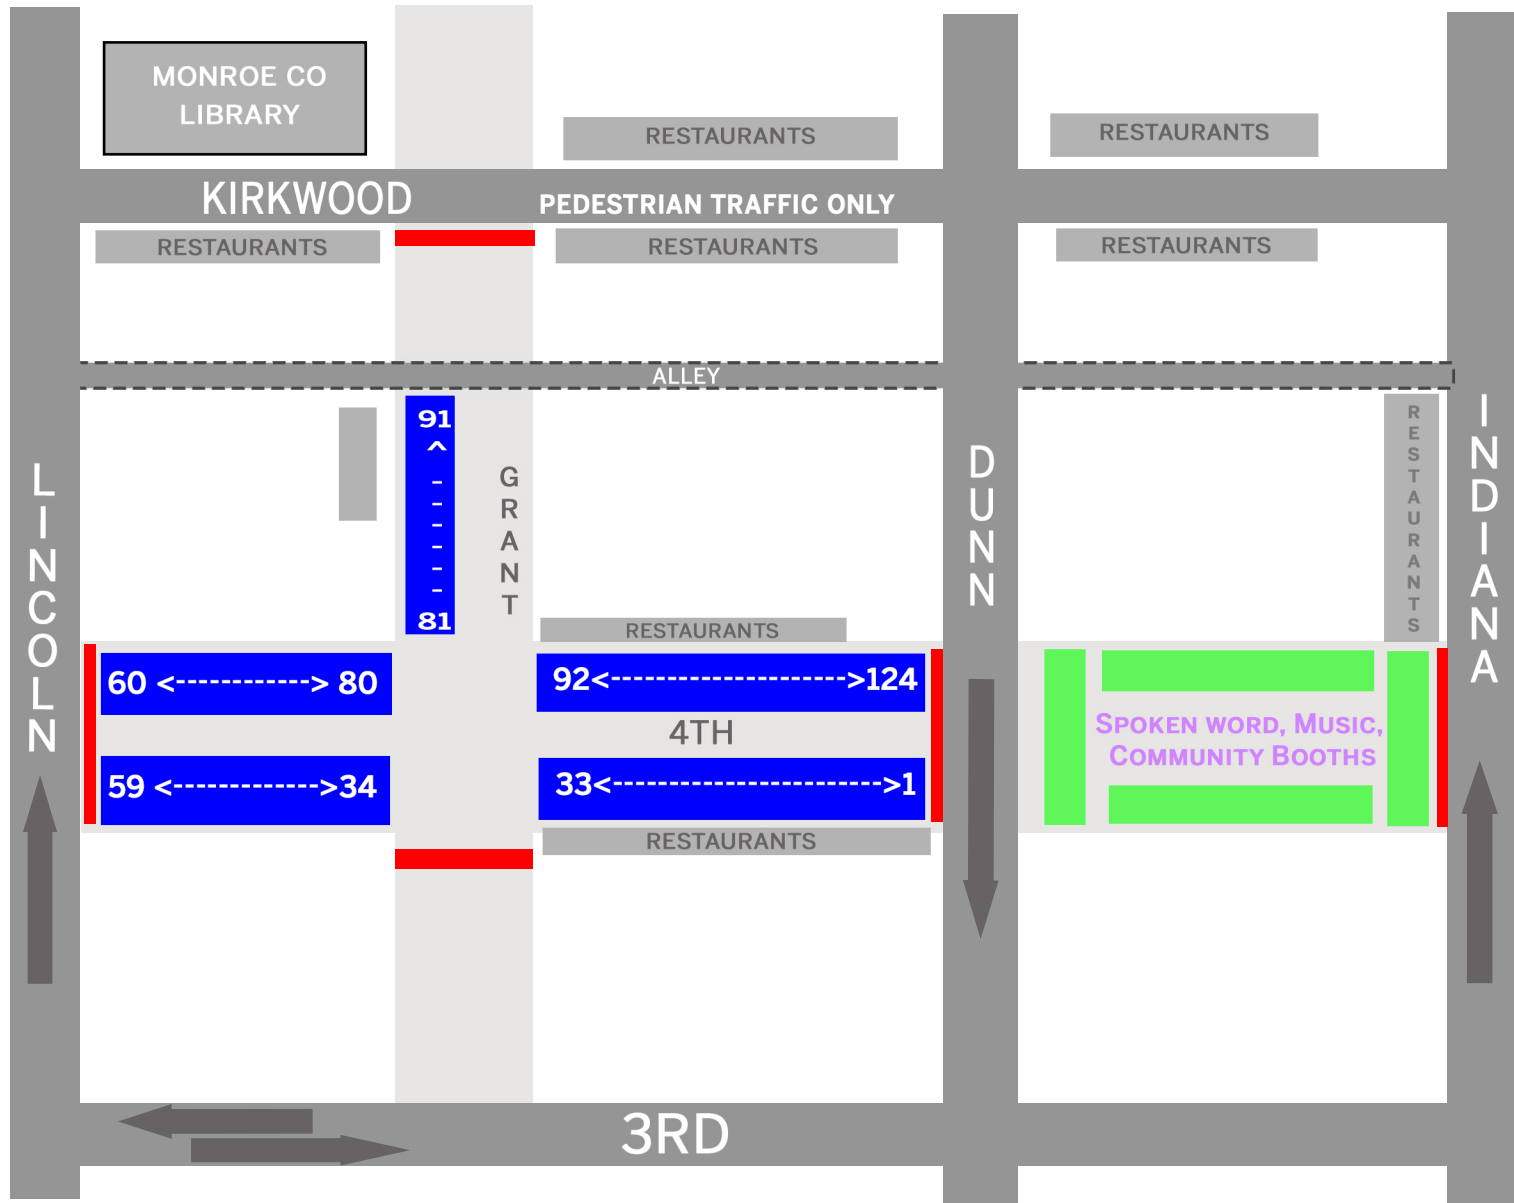 MONROE CO
LIBRARY
RESTAURANTS
RESTAURANTS
KIRKWOOD
PEDESTRIAN TRAFFIC ONLY
RESTAURANTS
RESTAURANTS
RESTAURANTS
ALLEY
91
^
-
-
-
-
-
-
81
GRANT
LINCOLN
DUNN
INDIANA
RESTAURANTS
RESTAURANTS
60 <------------> 80
92<--------------------->124
4TH
SPOKEN WORD, MUSIC,
COMMUNITY BOOTHS
59 <------------->34
33<------------------------>1
RESTAURANTS
3RD